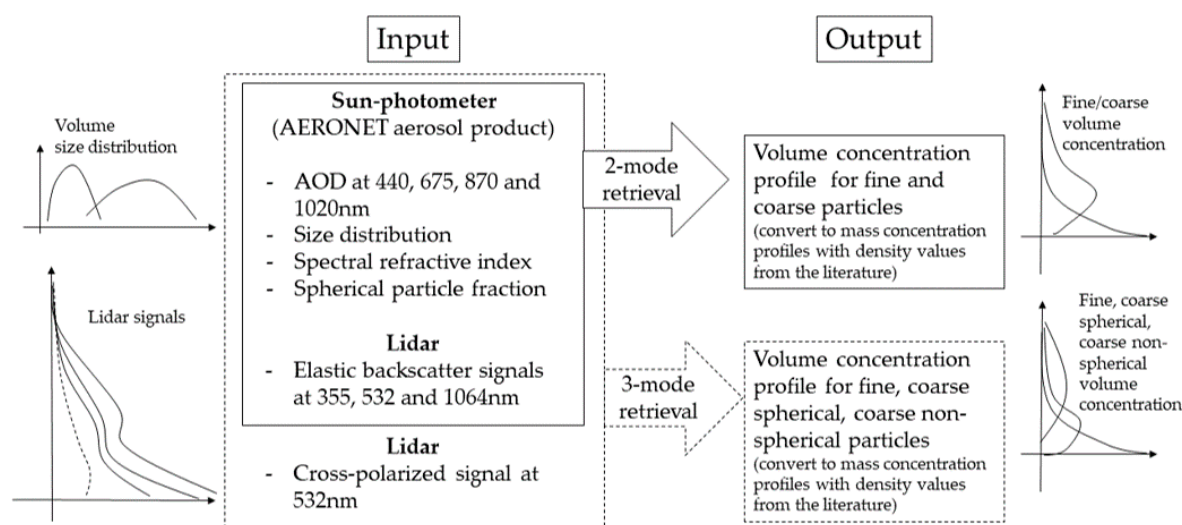 Input
Output
Volume
size distribution
Lidar signals
Sun-photometer
(AERONET aerosol product)
- AOD at 440, 675, 870 and
1020nm
- Size distribution
- Spectral refractive index
- Spherical particle fraction
Lidar
- Elastic backscatter signals
at 355, 532 and 1064nm
Lidar
- Cross-polarized signal at
532nm
2-mode
retrieval
3-mode
retrieval
Volume concentration
profile for fine and
coarse particles
(convert to mass concentration
profiles with density values
from the literature)
Volume concentration
profile for fine, coarse
spherical, coarse non-
spherical particles
(convert to mass concentration
profiles with density values
from the literature)
Fine/coarse
volume
concentration
Fine, coarse
spherical,
coarse non-
spherical
volume
concentration